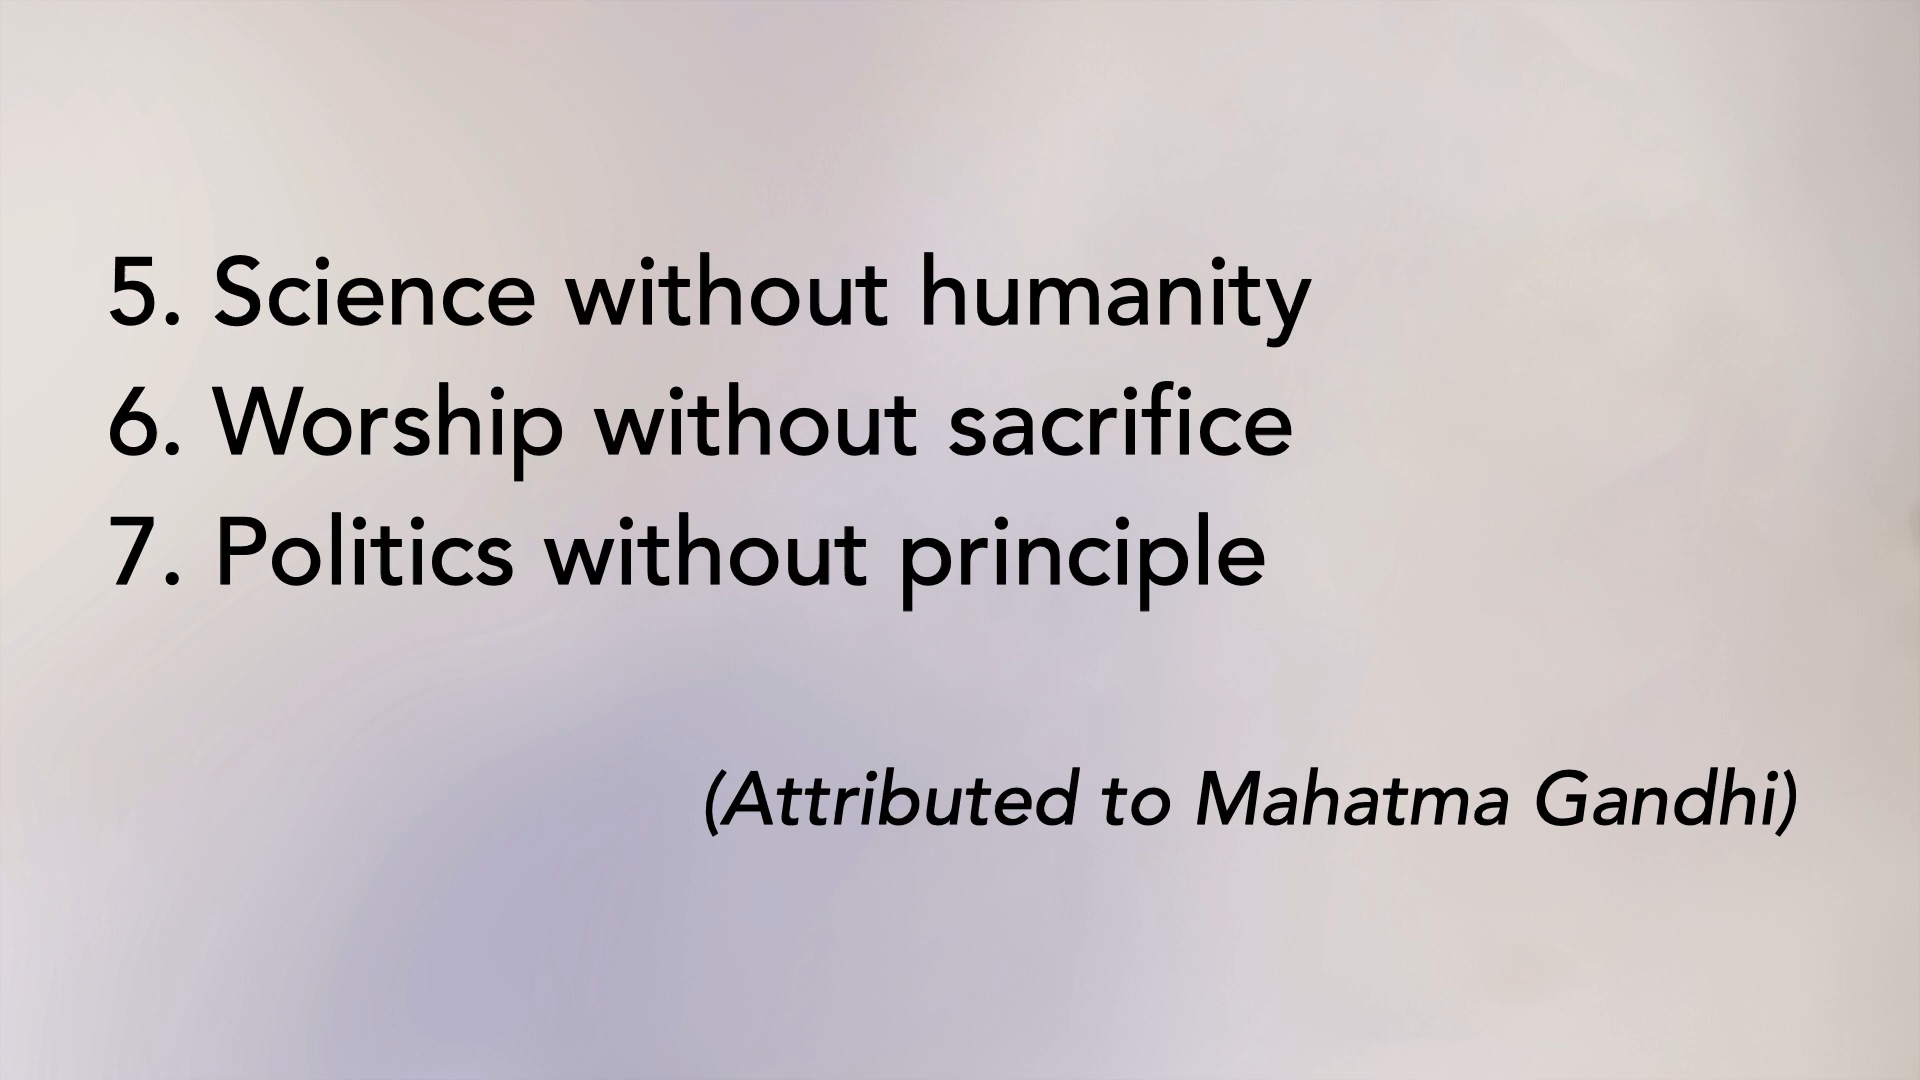 5. Science without humanity
6. Worship without sacrifice
7. Politics without principle
(Attributed to Mahatma Gandhi)